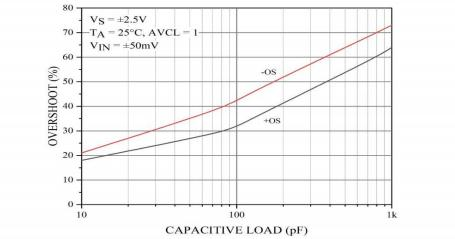 80
70
60
50
40
30
20
10
0
OVERSHOOT (%)
VS = ±2.5V
TA = 25°C, AVCL = 1
VIN = ±50mV
-OS
+OS
10
100
1k
CAPACITIVE LOAD (pF)